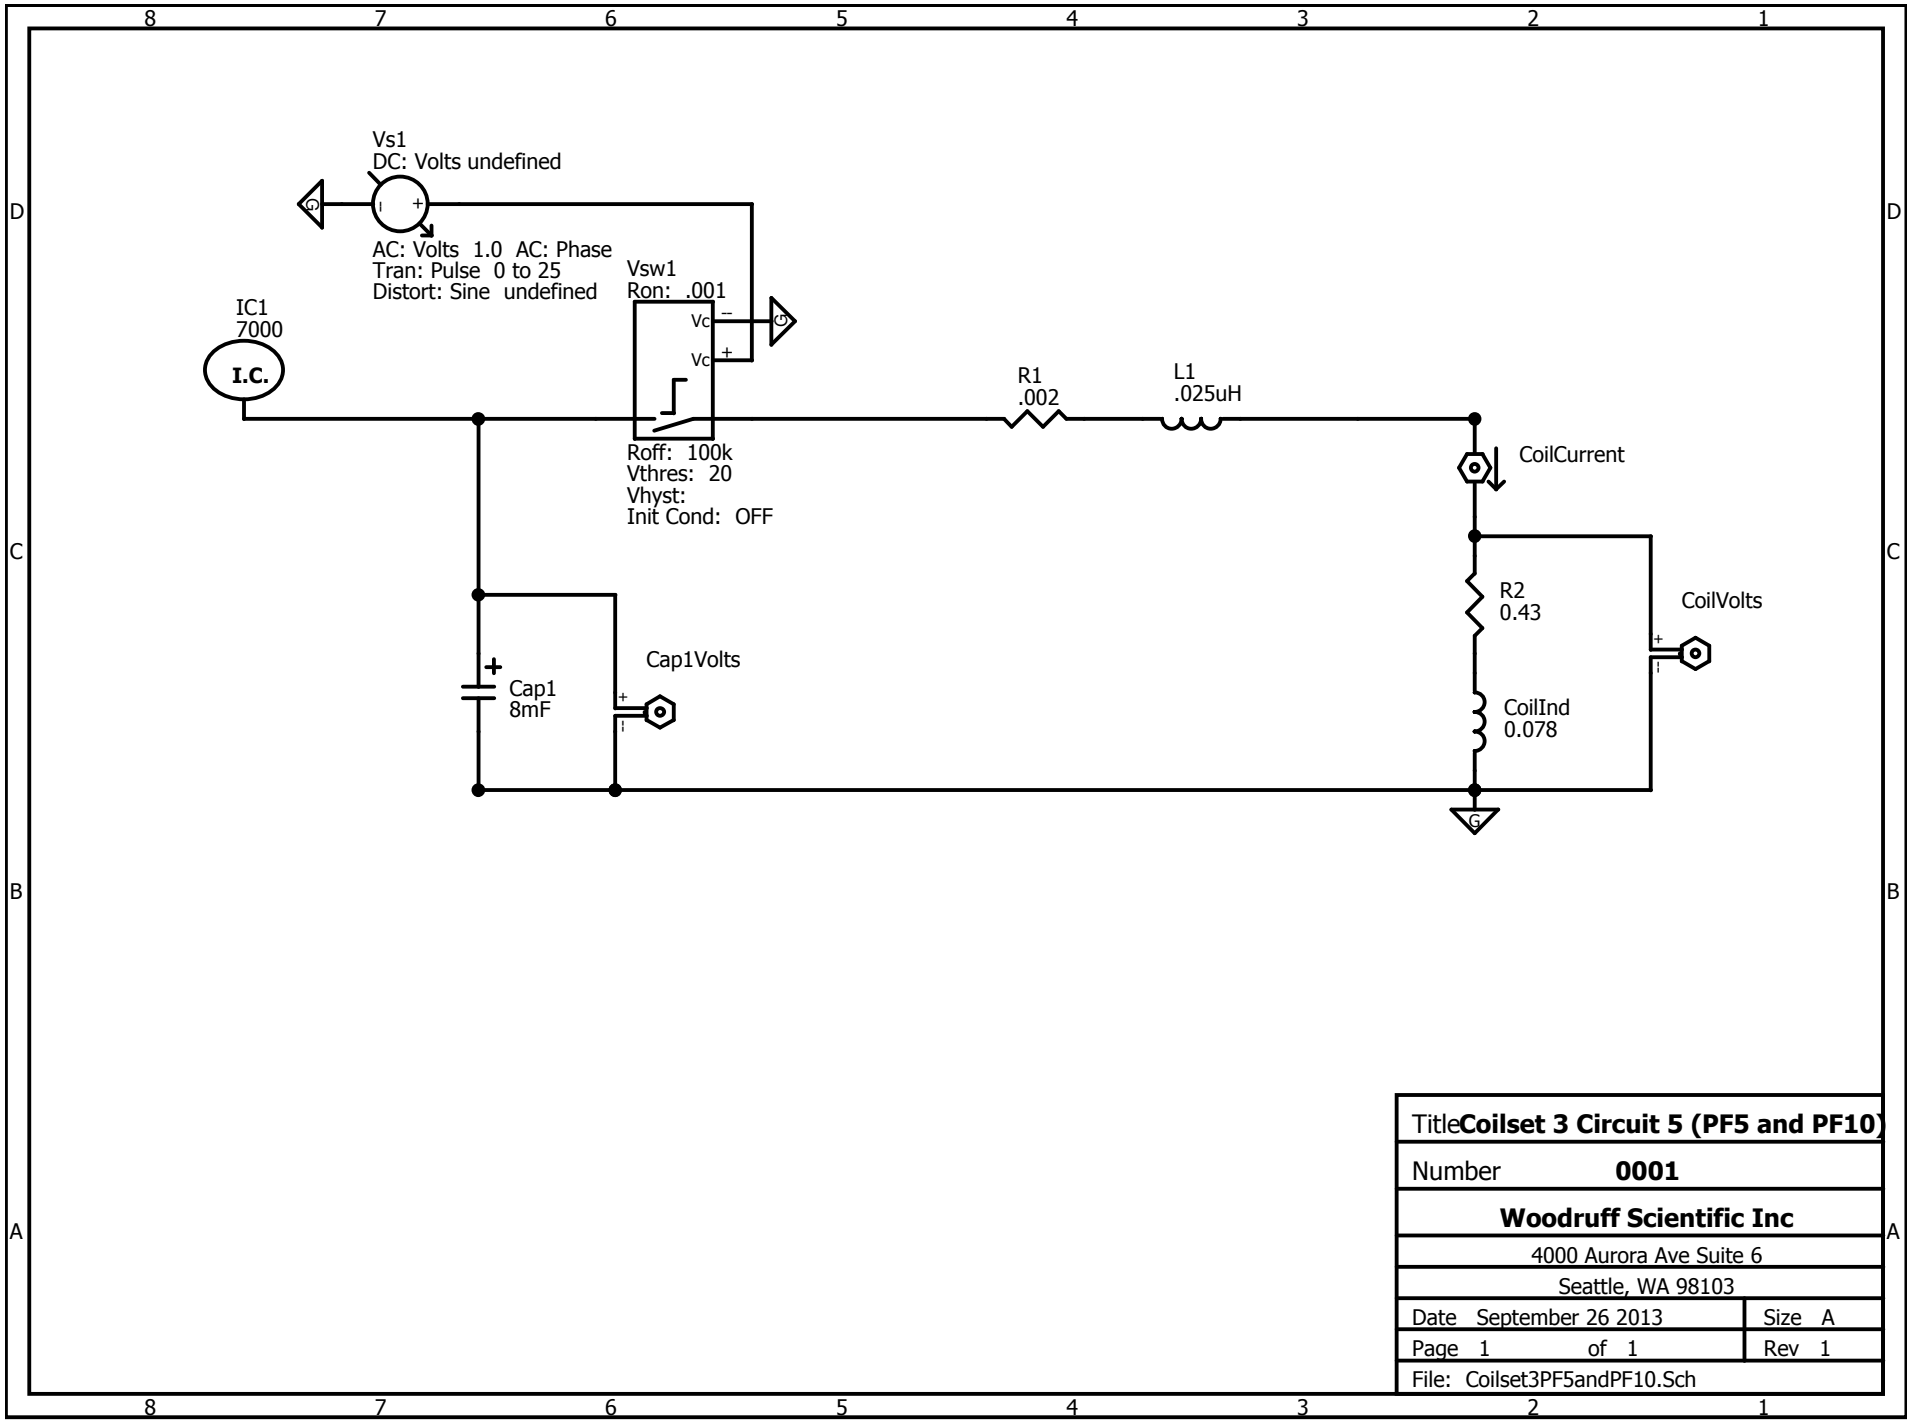 8 7 6 5 4 3 2 1
Vs1
DC: Volts undefined
D
G
-
+
D
AC: Volts 1.0 AC: Phase
Tran: Pulse 0 to 25
Distort: Sine undefined
Vsw1
Ron: .001
IC1
7000
Vc --
G
Vc +
I.C.
R1
.002
L1
.025uH
Roff: 100k
Vthres: 20
Vhyst:
Init Cond: OFF
CoilCurrent
C
C
R2
0.43
CoilVolts
+
--
Cap1Volts
+
Cap1
8mF
+
--
CoilInd
0.078
G
B
B
Title Coilset 3 Circuit 5 (PF5 and PF10)
Number 0001
Woodruff Scientific Inc
A
A
4000 Aurora Ave Suite 6
Seattle, WA 98103
Date September 26 2013 Size A
Page 1 of 1 Rev 1
File: Coilset3PF5andPF10.Sch
8 7 6 5 4 3 2 1